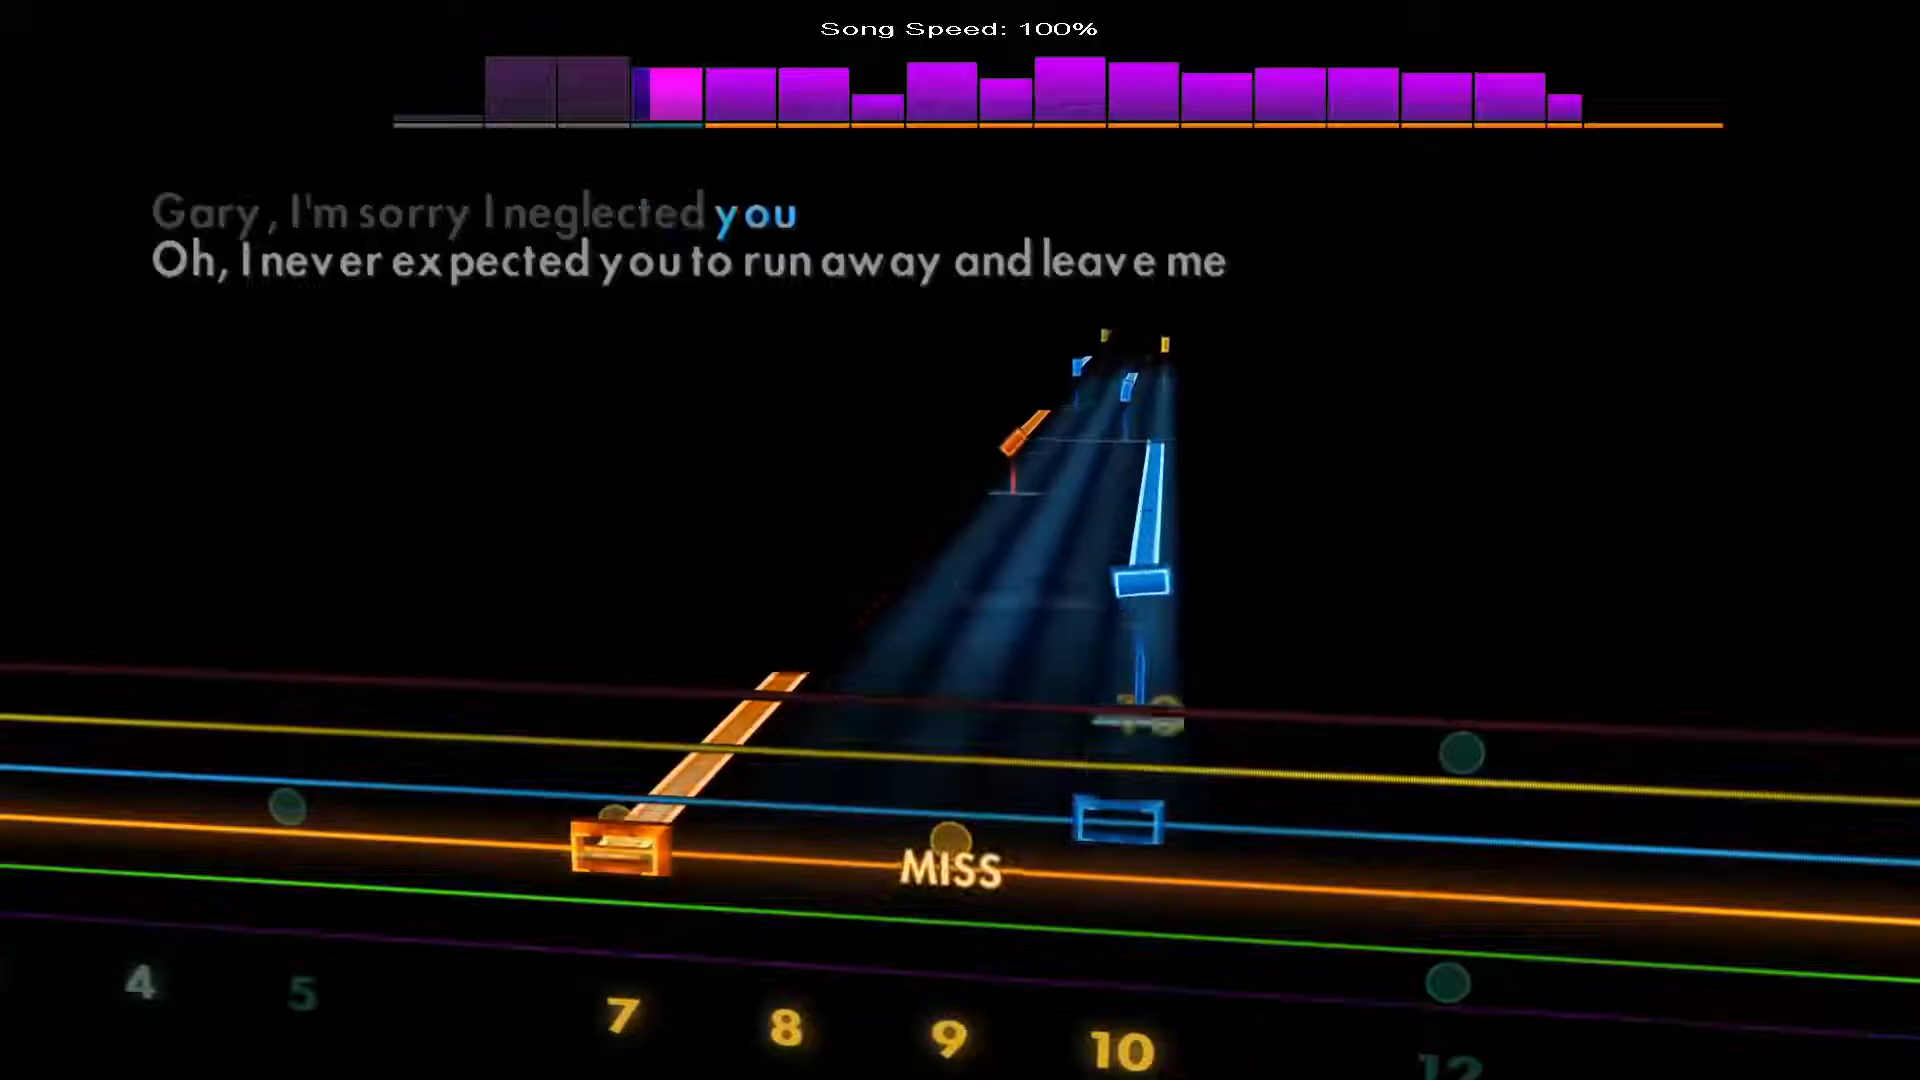 Song Speed: 100%
Gary, I'm sorry I neglected you
Oh, I never expected you to run away and leave me
MISS
4 5 7 8 9 10 12